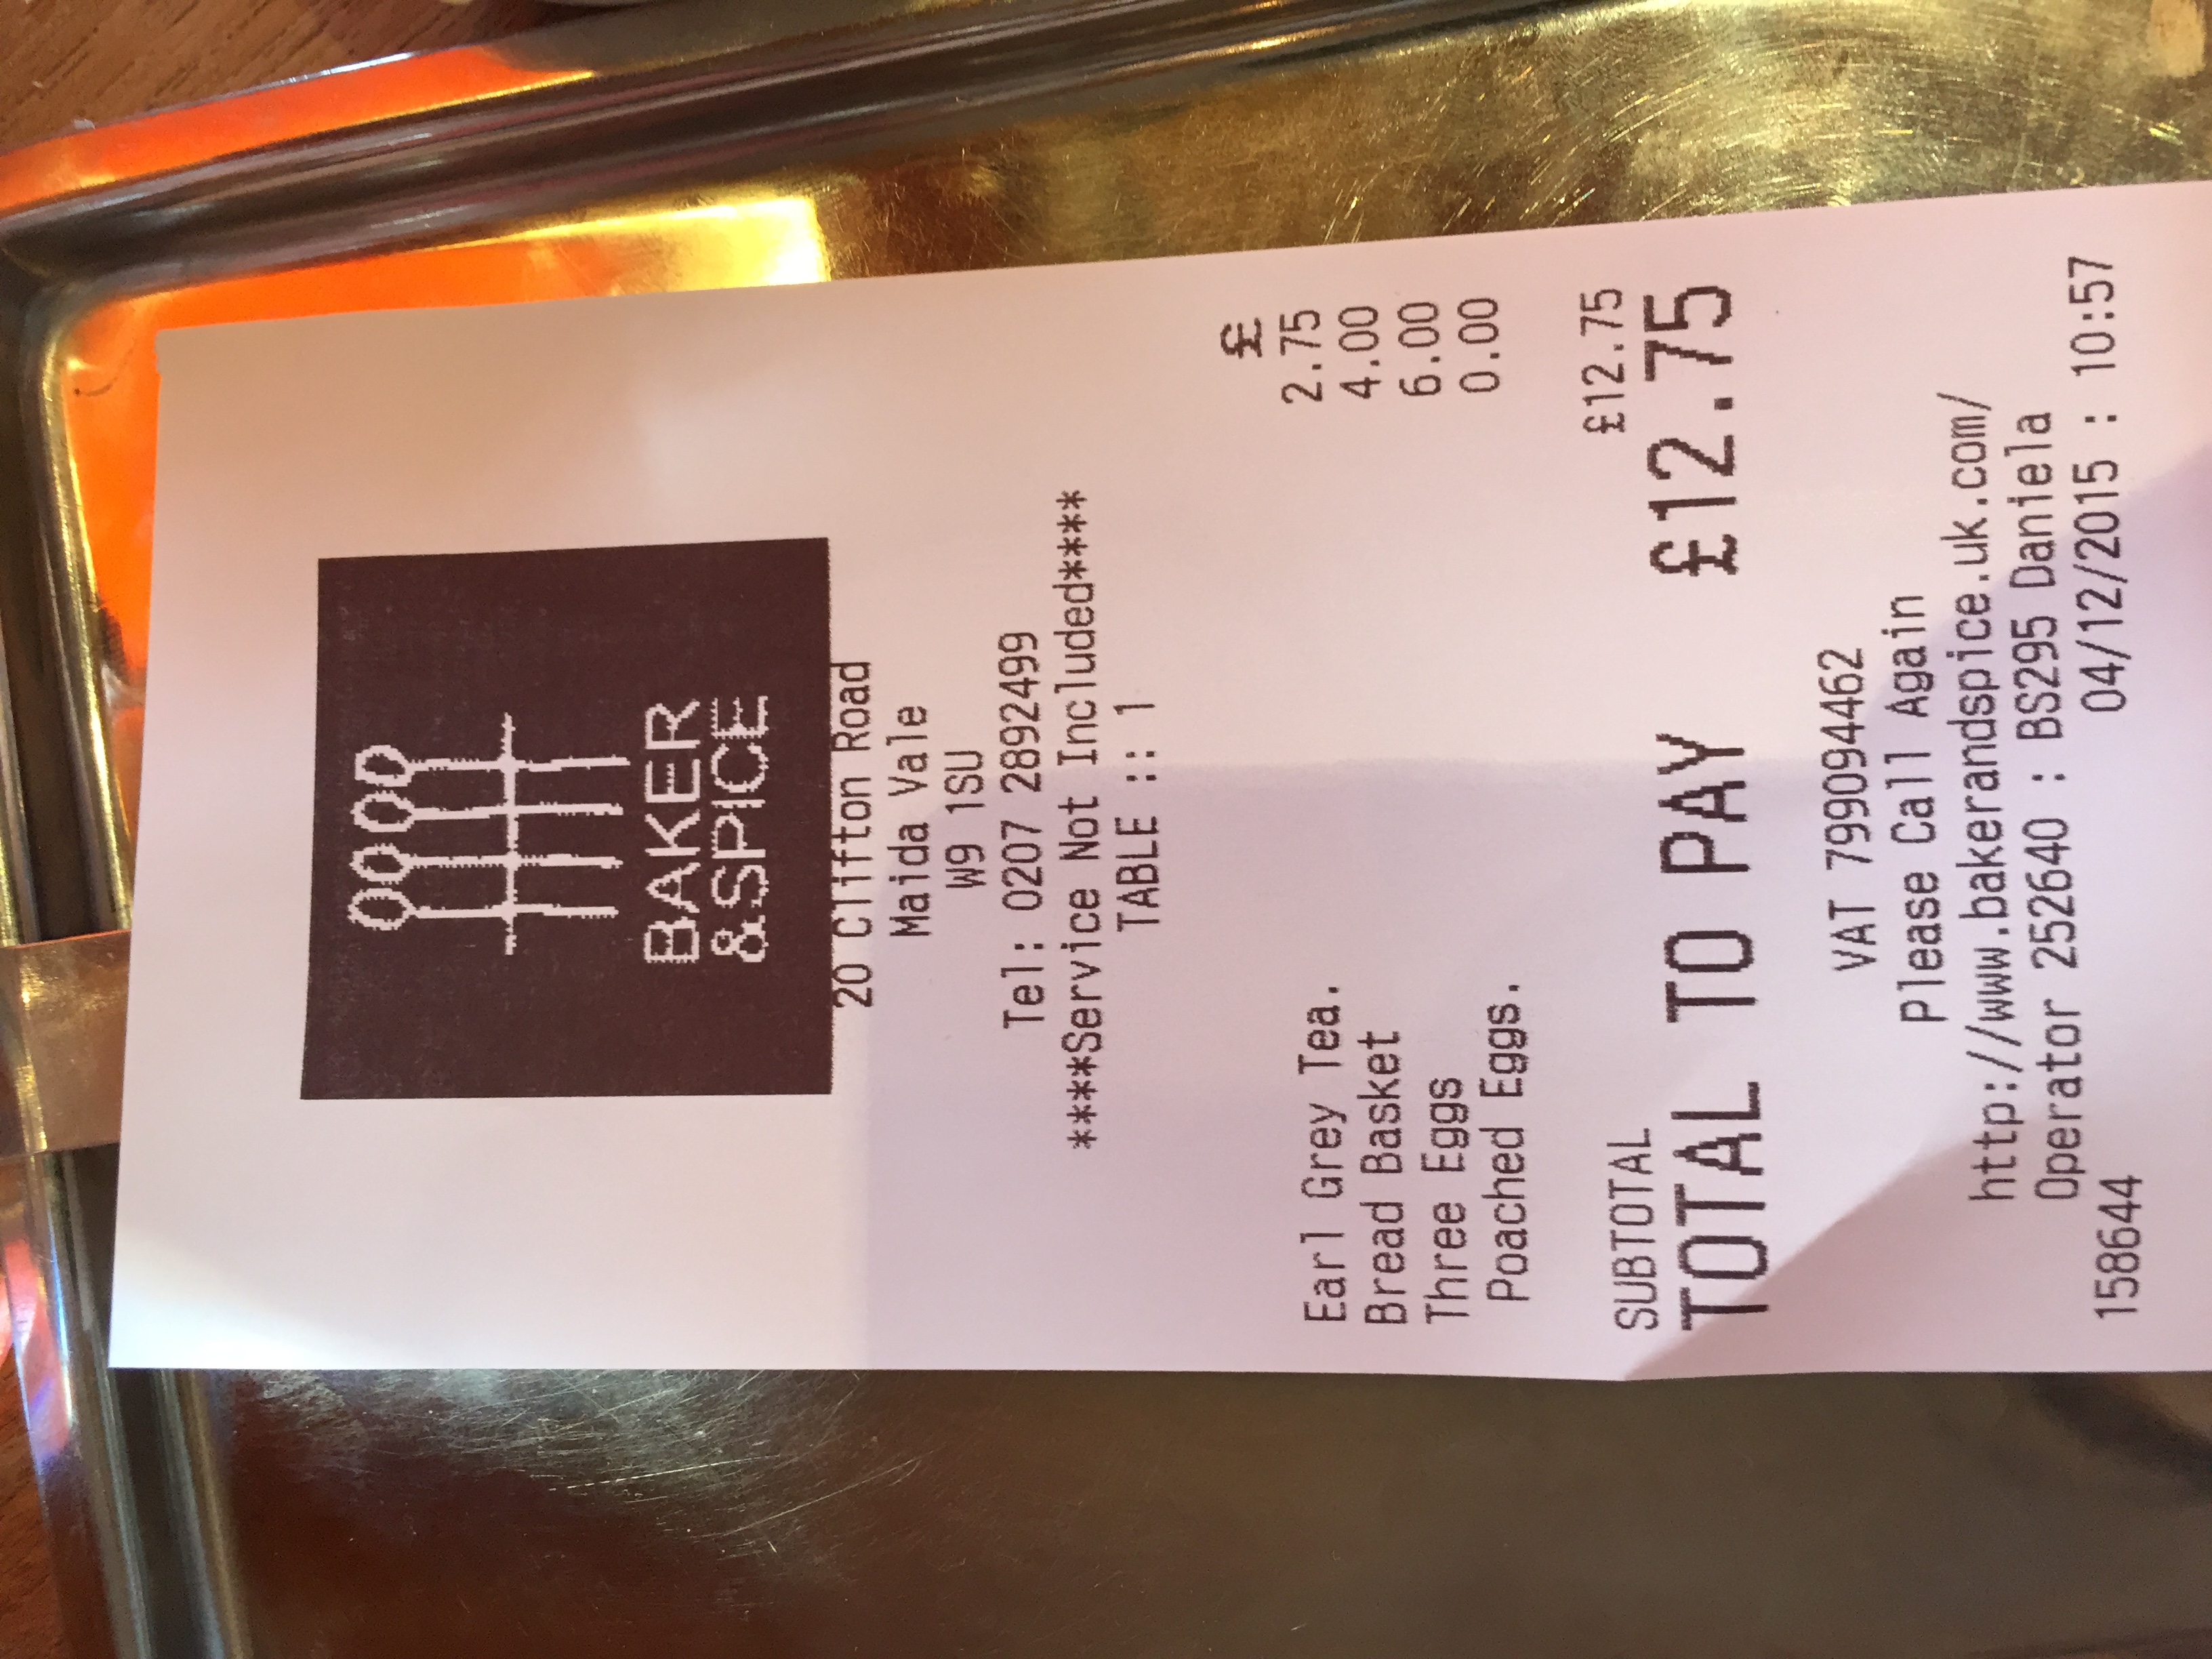 BAKER
&SPICE
20 Clifton Road
Maida Vale
W9 1SU
Tel: 0207 2892499
****Service Not Included****
TABLE :: 1
£
Earl Grey Tea. 2.75
Bread Basket 4.00
Three Eggs 6.00
Poached Eggs. 0.00
SUBTOTAL £12.75
TOTAL TO PAY £12.75
VAT 799094462
Please Call Again
http://www.bakerandspice.uk.com/
Operator 252640 : BS295 Daniela
158644 04/12/2015 : 10:57